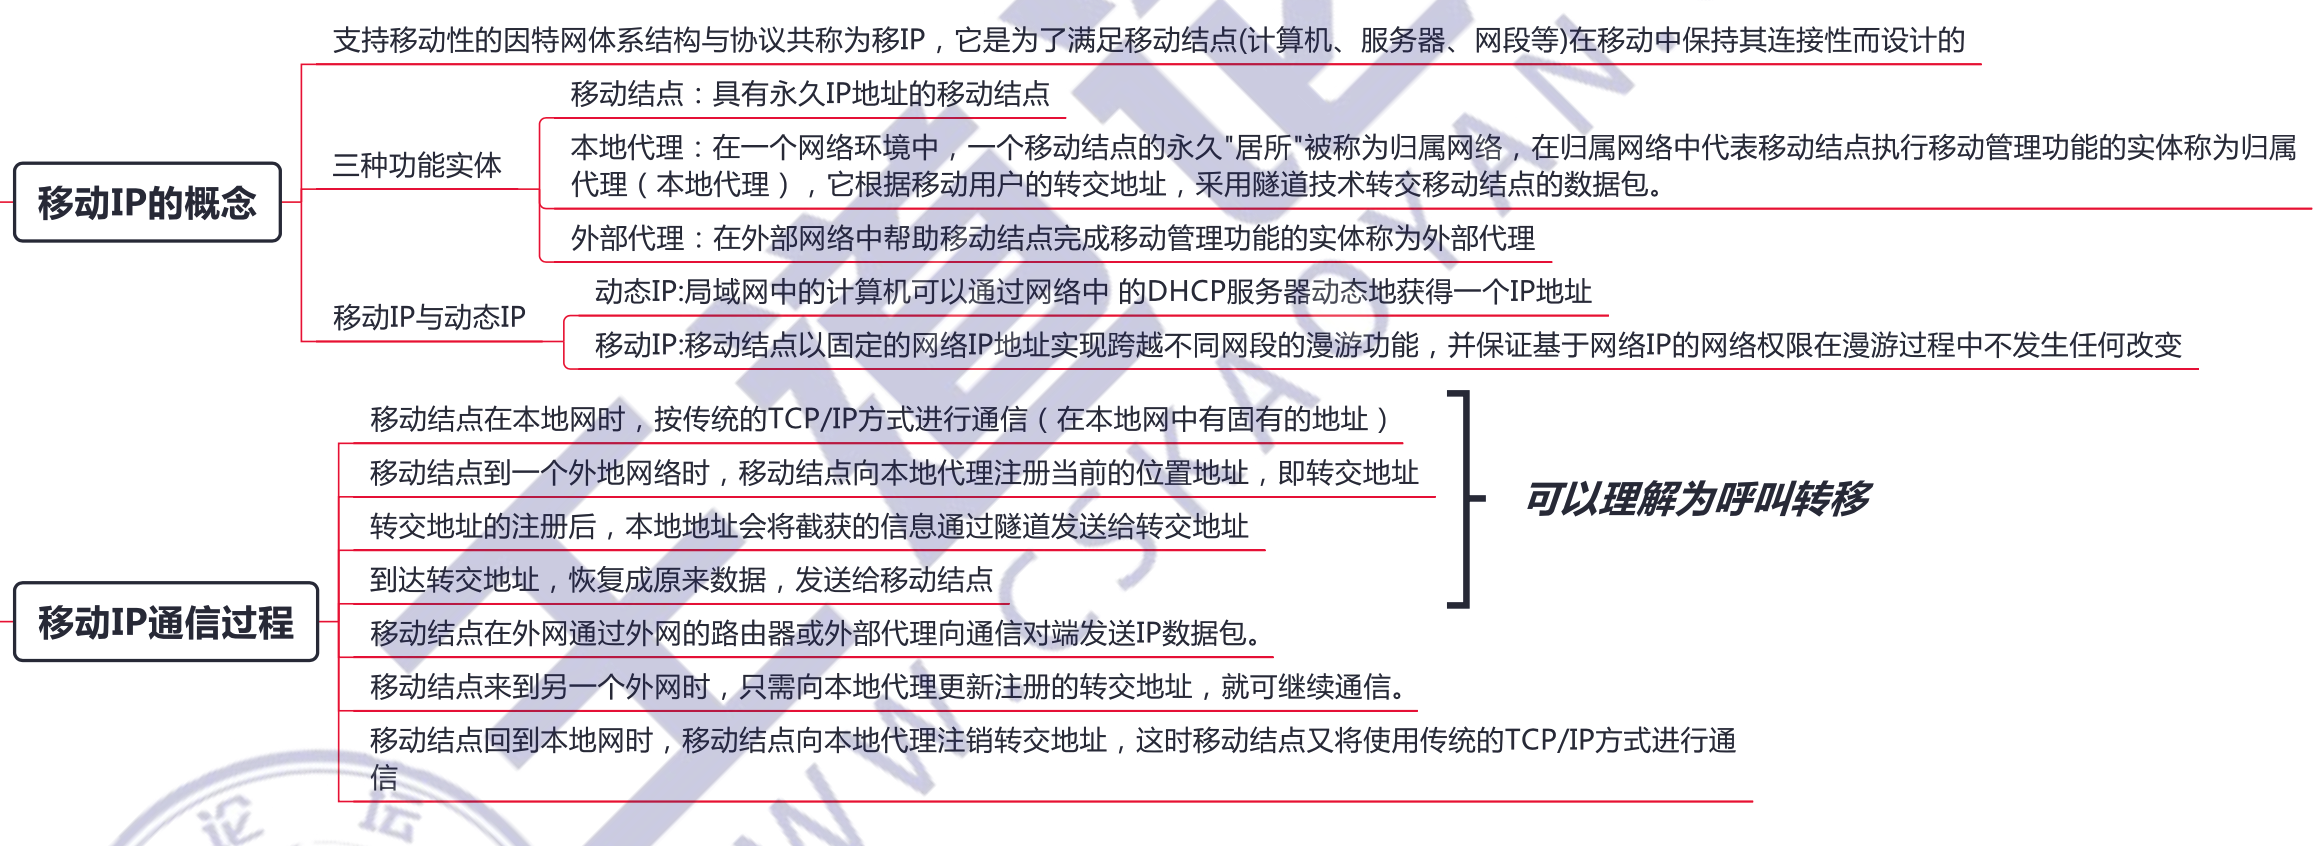 支持移动性的因特网体系结构与协议共称为移IP，它是为了满足移动结点(计算机、服务器、网段等)在移动中保持其连接性而设计的
移动结点：具有永久IP地址的移动结点
三种功能实体
本地代理：在一个网络环境中，一个移动结点的永久"居所"被称为归属网络，在归属网络中代表移动结点执行移动管理功能的实体称为归属
代理（本地代理），它根据移动用户的转交地址，采用隧道技术转交移动结点的数据包。
移动IP的概念
外部代理：在外部网络中帮助移动结点完成移动管理功能的实体称为外部代理
移动IP与动态IP
动态IP:局域网中的计算机可以通过网络中 的DHCP服务器动态地获得一个IP地址
移动IP:移动结点以固定的网络IP地址实现跨越不同网段的漫游功能，并保证基于网络IP的网络权限在漫游过程中不发生任何改变
移动结点在本地网时，按传统的TCP/IP方式进行通信（在本地网中有固有的地址）
移动结点到一个外地网络时，移动结点向本地代理注册当前的位置地址，即转交地址
可以理解为呼叫转移
转交地址的注册后，本地地址会将截获的信息通过隧道发送给转交地址
到达转交地址，恢复成原来数据，发送给移动结点
移动IP通信过程
移动结点在外网通过外网的路由器或外部代理向通信对端发送IP数据包。
移动结点来到另一个外网时，只需向本地代理更新注册的转交地址，就可继续通信。
移动结点回到本地网时，移动结点向本地代理注销转交地址，这时移动结点又将使用传统的TCP/IP方式进行通
信
王道论
WW.CSKAOYAN.
论坛